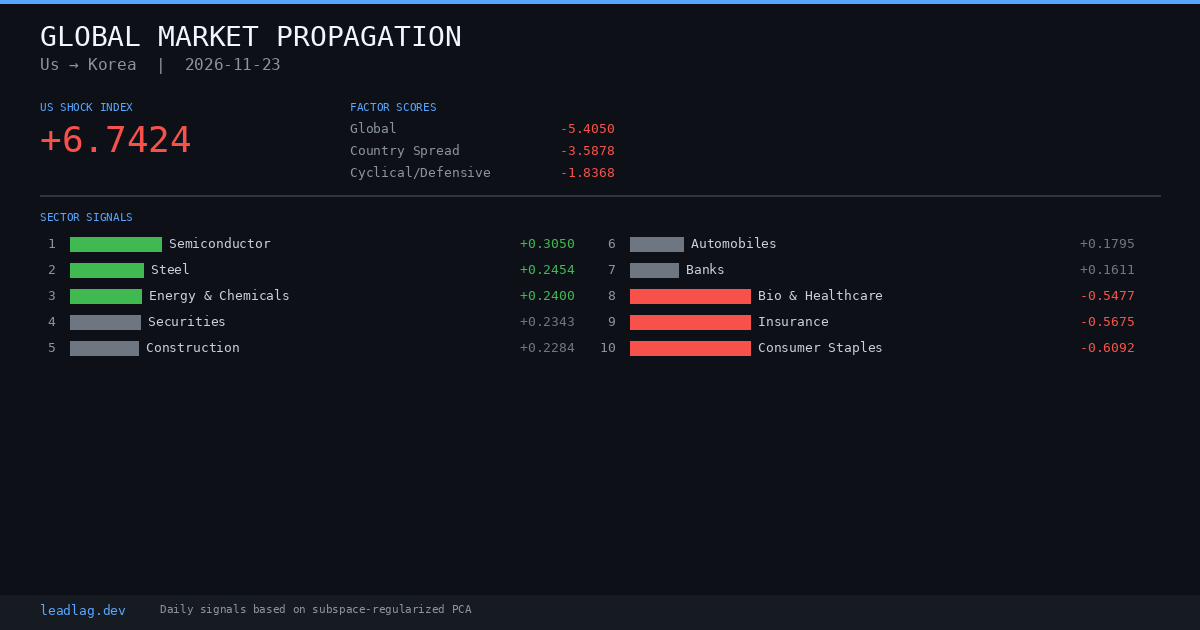 GLOBAL MARKET PROPAGATION
Us → Korea | 2026-11-23
US SHOCK INDEX
+6.7424
FACTOR SCORES
Global -5.4050
Country Spread -3.5878
Cyclical/Defensive -1.8368
SECTOR SIGNALS
1 Semiconductor +0.3050
2 Steel +0.2454
3 Energy & Chemicals +0.2400
4 Securities +0.2343
5 Construction +0.2284
6 Automobiles +0.1795
7 Banks +0.1611
8 Bio & Healthcare -0.5477
9 Insurance -0.5675
10 Consumer Staples -0.6092
leadlag.dev Daily signals based on subspace-regularized PCA